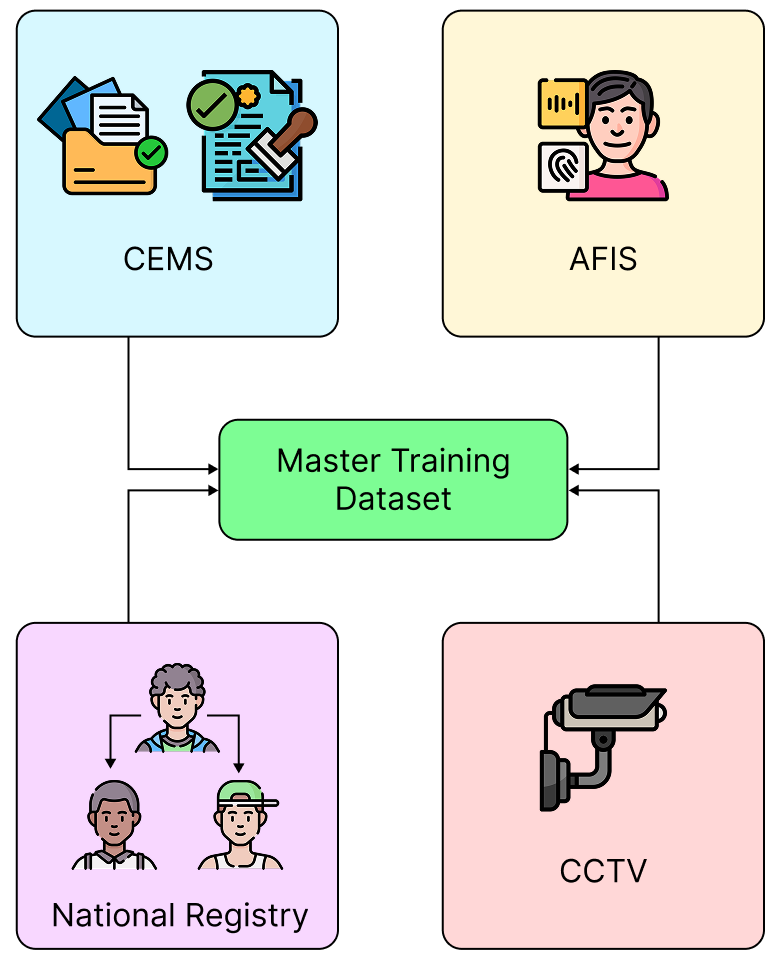 CEMS
AFIS
Master Training
Dataset
National Registry
CCTV